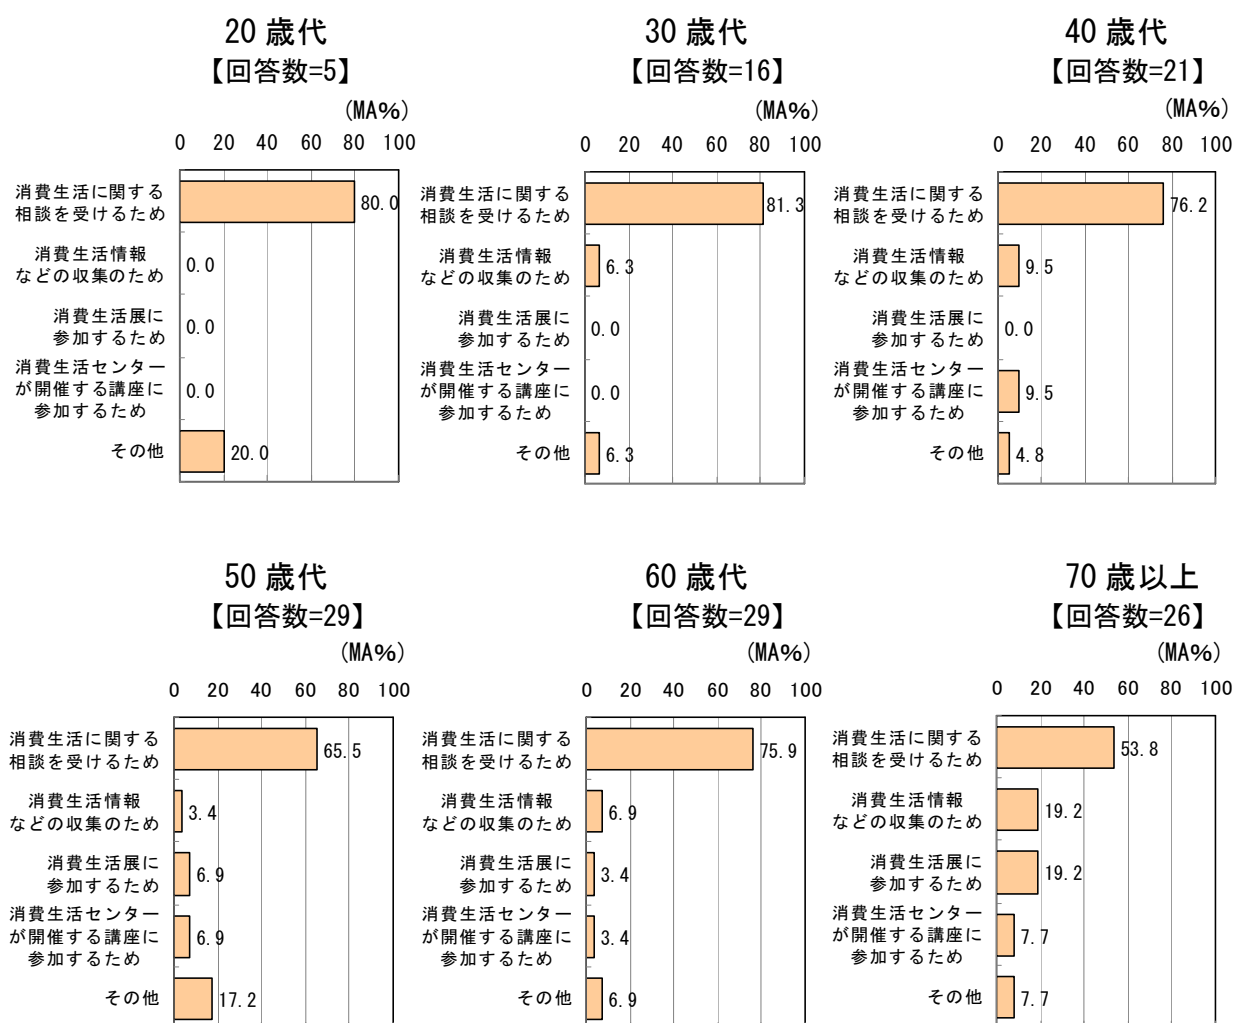 20 歳代
【回答数=5】
(MA%)
0 20 40 60 80 100
消費生活に関する
相談を受けるため
80.0
消費生活情報
などの収集のため
0.0
消費生活展に
参加するため
0.0
消費生活センター
が開催する講座に
参加するため
0.0
その他
20.0
30 歳代
【回答数=16】
(MA%)
0 20 40 60 80 100
消費生活に関する
相談を受けるため
81.3
消費生活情報
などの収集のため
6.3
消費生活展に
参加するため
0.0
消費生活センター
が開催する講座に
参加するため
0.0
その他
6.3
40 歳代
【回答数=21】
(MA%)
0 20 40 60 80 100
消費生活に関する
相談を受けるため
76.2
消費生活情報
などの収集のため
9.5
消費生活展に
参加するため
0.0
消費生活センター
が開催する講座に
参加するため
9.5
その他
4.8
50 歳代
【回答数=29】
(MA%)
0 20 40 60 80 100
消費生活に関する
相談を受けるため
65.5
消費生活情報
などの収集のため
3.4
消費生活展に
参加するため
6.9
消費生活センター
が開催する講座に
参加するため
6.9
その他
17.2
60 歳代
【回答数=29】
(MA%)
0 20 40 60 80 100
消費生活に関する
相談を受けるため
75.9
消費生活情報
などの収集のため
6.9
消費生活展に
参加するため
3.4
消費生活センター
が開催する講座に
参加するため
3.4
その他
6.9
70 歳以上
【回答数=26】
(MA%)
0 20 40 60 80 100
消費生活に関する
相談を受けるため
53.8
消費生活情報
などの収集のため
19.2
消費生活展に
参加するため
19.2
消費生活センター
が開催する講座に
参加するため
7.7
その他
7.7